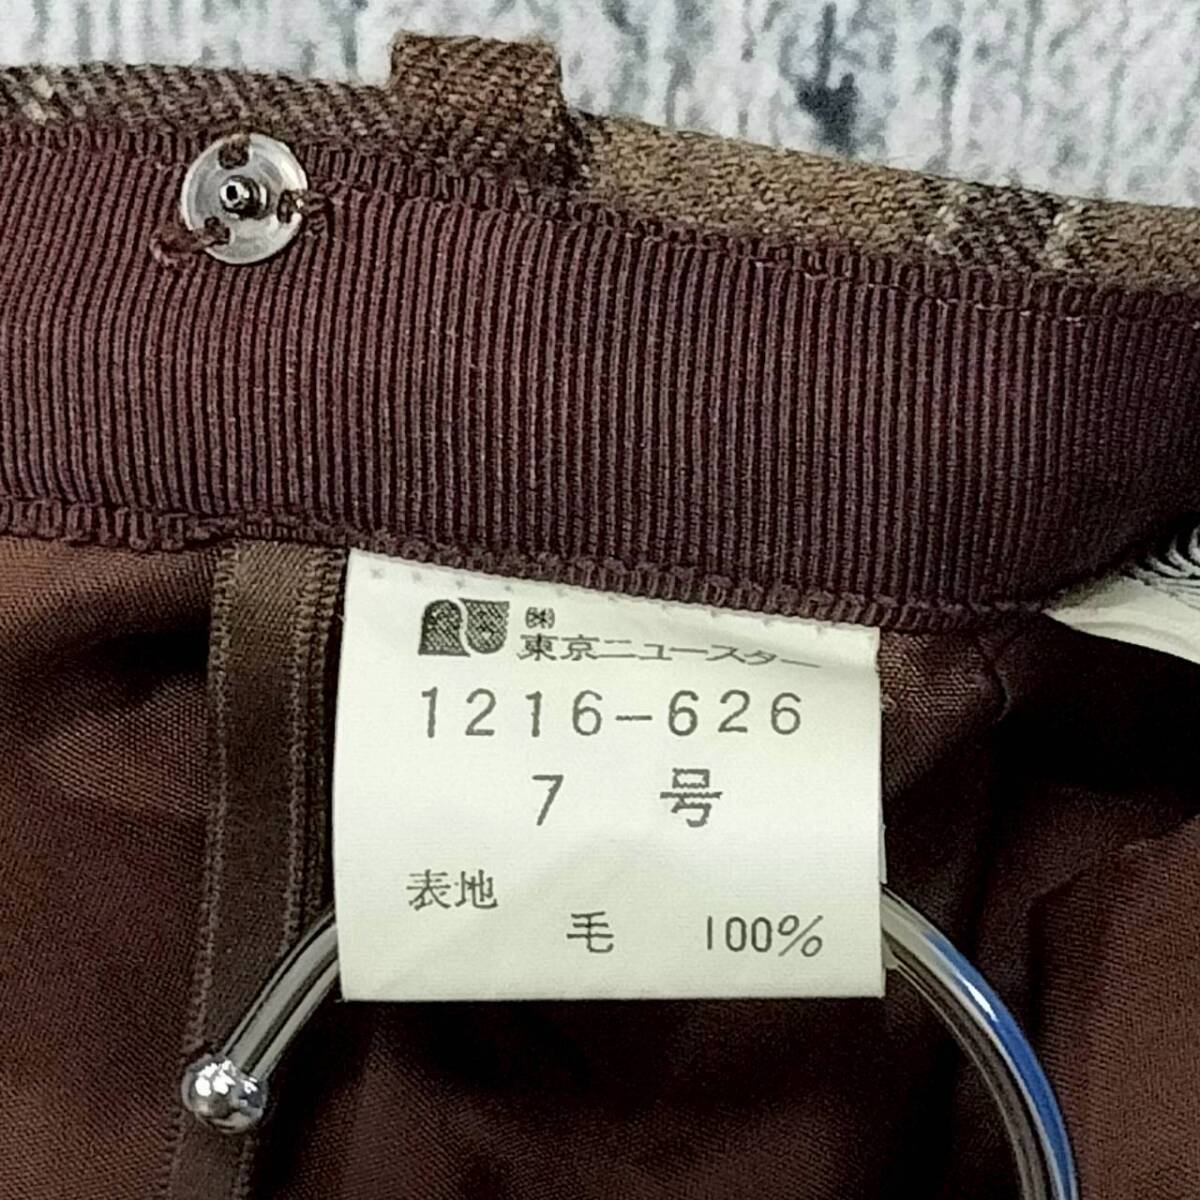 ㈱
東京ニュースター
1216-626
7 号
表地
毛 100%